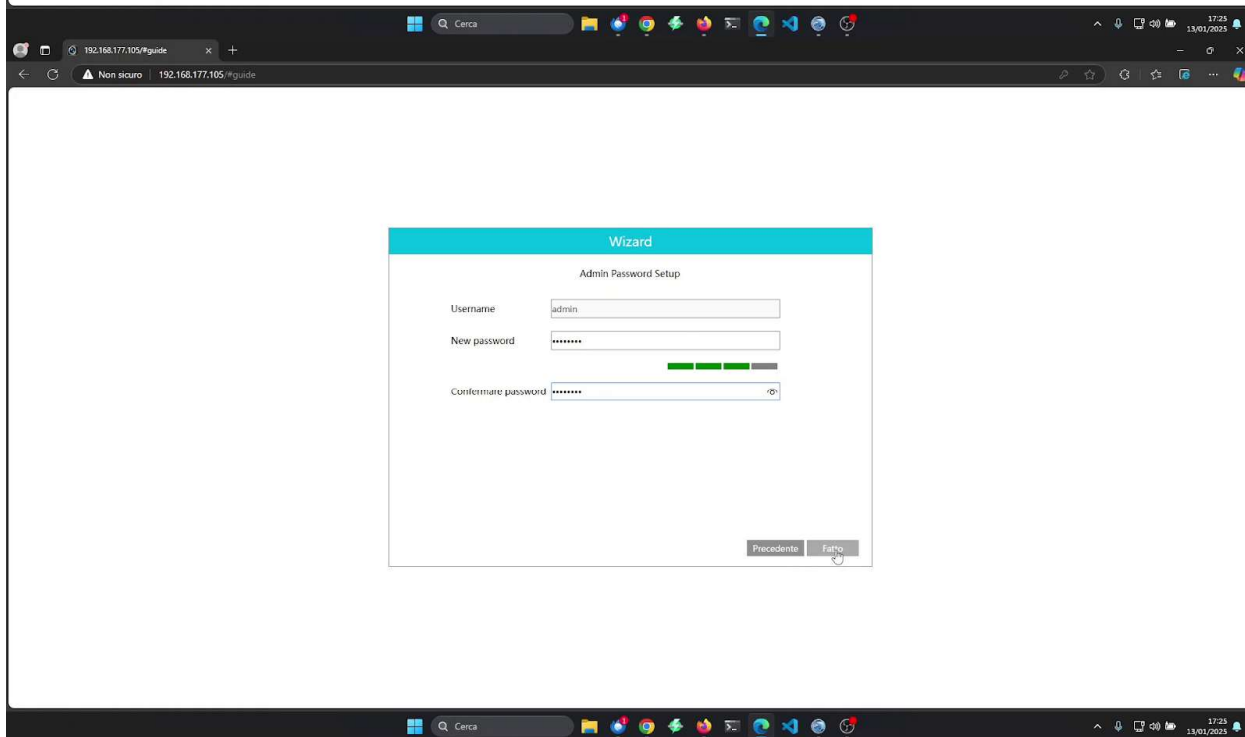 Cerca
17:25
13/01/2025
192.168.177.105/#guide
Non sicuro 192.168.177.105/#guide
Wizard
Admin Password Setup
Username admin
New password ••••••••
Confermare password ••••••••
Precedente Fatto
Cerca
17:25
13/01/2025